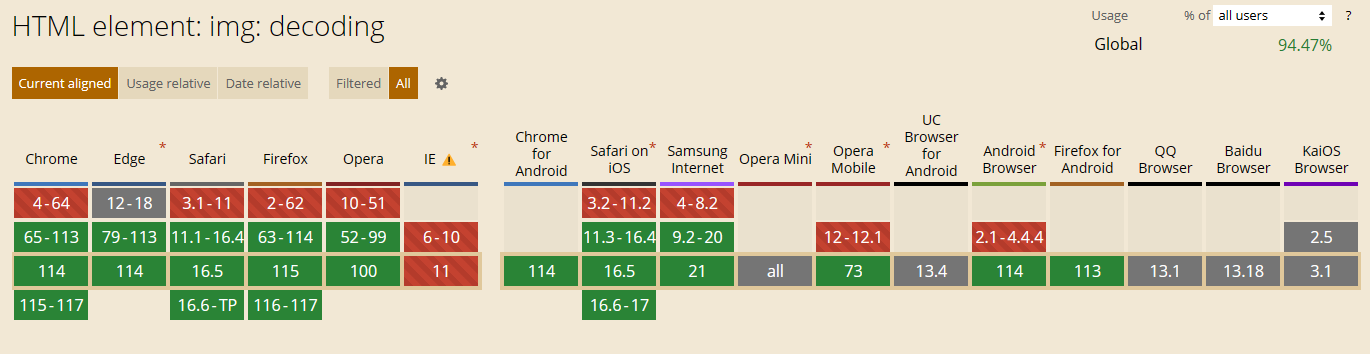 HTML element: img: decoding
Usage % of all users ?
Global 94.47%
Current aligned Usage relative Date relative Filtered All
Chrome Edge * Safari Firefox Opera IE *
Chrome for Android Safari on iOS * Samsung Internet Opera Mini * Opera Mobile * UC Browser for Android Android Browser * Firefox for Android QQ Browser Baidu Browser KaiOS Browser
4-64 12-18 3.1-11 2-62 10-51 3.2-11.2 4-8.2
65-113 79-113 11.1-16.4 63-114 52-99 6-10 11.3-16.4 9.2-20 12-12.1 2.1-4.4.4 2.5
114 114 16.5 115 100 11 114 16.5 21 all 73 13.4 114 113 13.1 13.18 3.1
115-117 16.6-TP 116-117 16.6-17